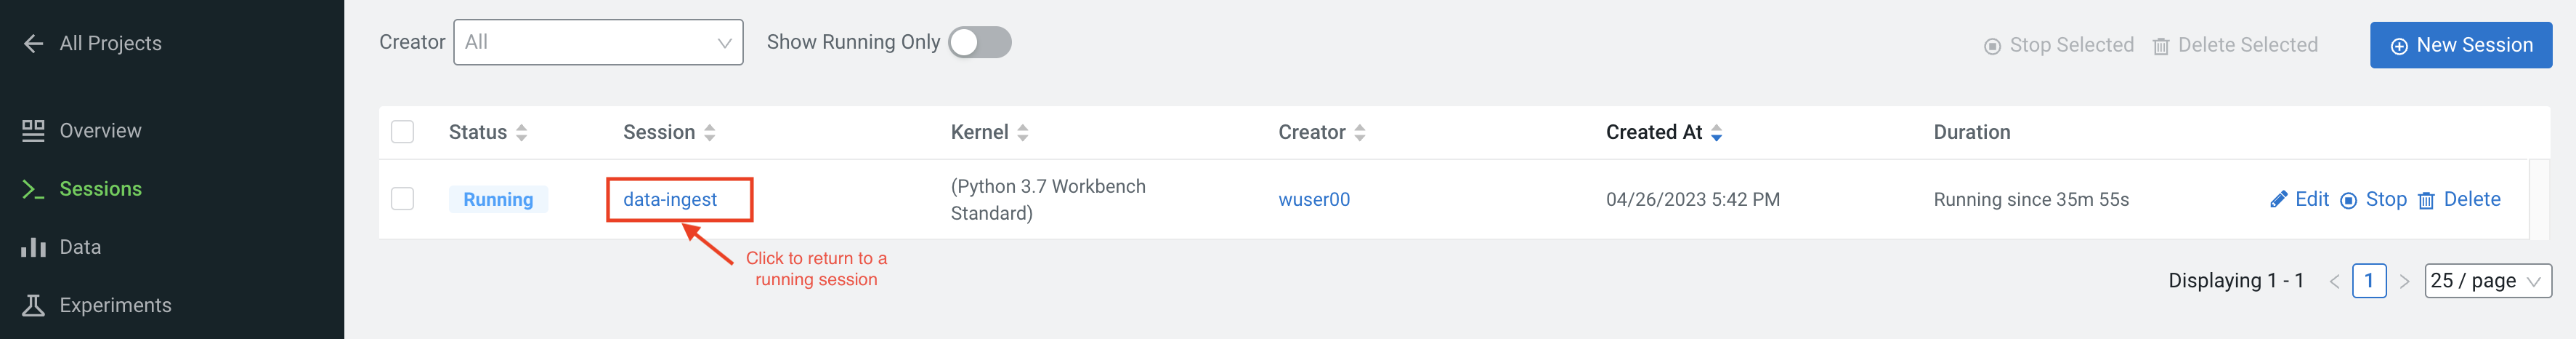 All Projects
Overview
Sessions
Data
Experiments
Creator All Show Running Only Stop Selected Delete Selected New Session
Status Session Kernel Creator Created At Duration
Running data-ingest (Python 3.7 Workbench
Standard) wuser00 04/26/2023 5:42 PM Running since 35m 55s Edit Stop Delete
Click to return to a
running session
Displaying 1 - 1 < 1 > 25 / page